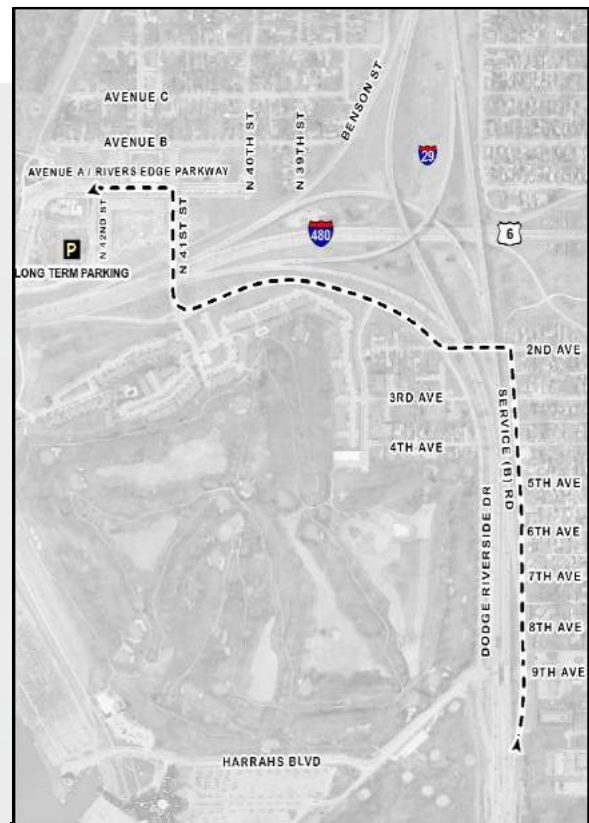 AVENUE C
AVENUE B
AVENUE A / RIVERS EDGE PARKWAY
N 42ND ST
N 41ST ST
N 40TH ST
N 39TH ST
BENSON ST
29
480
6
P
LONG TERM PARKING
2ND AVE
3RD AVE
4TH AVE
SERVICE (B) RD
5TH AVE
6TH AVE
7TH AVE
DODGE RIVERSIDE DR
8TH AVE
9TH AVE
HARRAHS BLVD